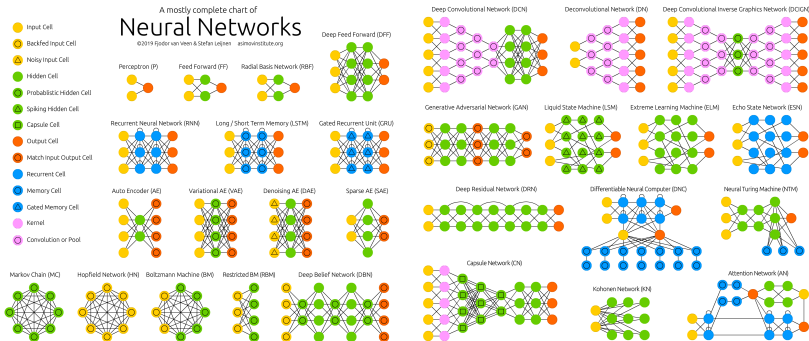 A mostly complete chart of
Neural Networks
©2019 Fjodor van Veen & Stefan Leijnen asimovinstitute.org
Input Cell
Backfed Input Cell
Noisy Input Cell
Hidden Cell
Probablistic Hidden Cell
Spiking Hidden Cell
Capsule Cell
Output Cell
Match Input Output Cell
Recurrent Cell
Memory Cell
Gated Memory Cell
Kernel
Convolution or Pool
Perceptron (P)
Feed Forward (FF)
Radial Basis Network (RBF)
Deep Feed Forward (DFF)
Recurrent Neural Network (RNN)
Long / Short Term Memory (LSTM)
Gated Recurrent Unit (GRU)
Auto Encoder (AE)
Variational AE (VAE)
Denoising AE (DAE)
Sparse AE (SAE)
Markov Chain (MC)
Hopfield Network (HN)
Boltzmann Machine (BM)
Restricted BM (RBM)
Deep Belief Network (DBN)
Deep Convolutional Network (DCN)
Deconvolutional Network (DN)
Deep Convolutional Inverse Graphics Network (DCIGN)
Generative Adversarial Network (GAN)
Liquid State Machine (LSM)
Extreme Learning Machine (ELM)
Echo State Network (ESN)
Deep Residual Network (DRN)
Differentiable Neural Computer (DNC)
Neural Turing Machine (NTM)
Capsule Network (CN)
Kohonen Network (KN)
Attention Network (AN)